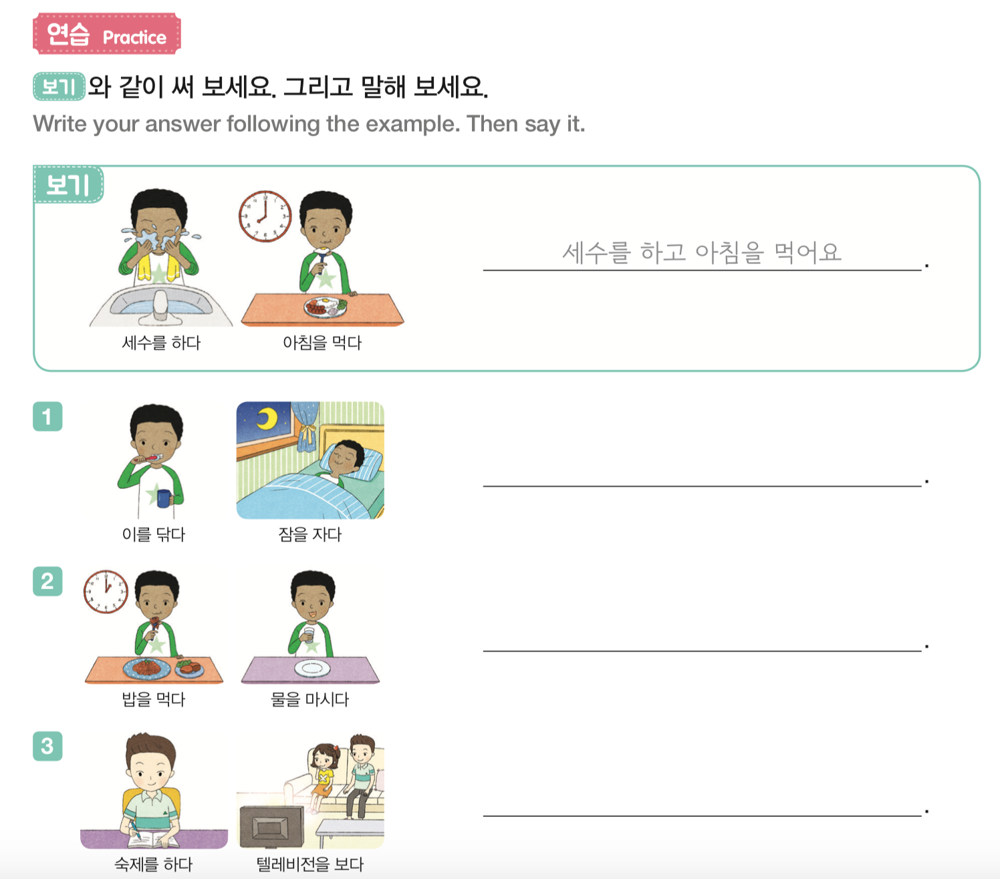 연습 Practice
보기와 같이 써 보세요. 그리고 말해 보세요.
Write your answer following the example. Then say it.
보기
세수를 하고 아침을 먹어요.
세수를 하다 아침을 먹다
1
.
이를 닦다 잠을 자다
2
.
밥을 먹다 물을 마시다
3
.
숙제를 하다 텔레비전을 보다